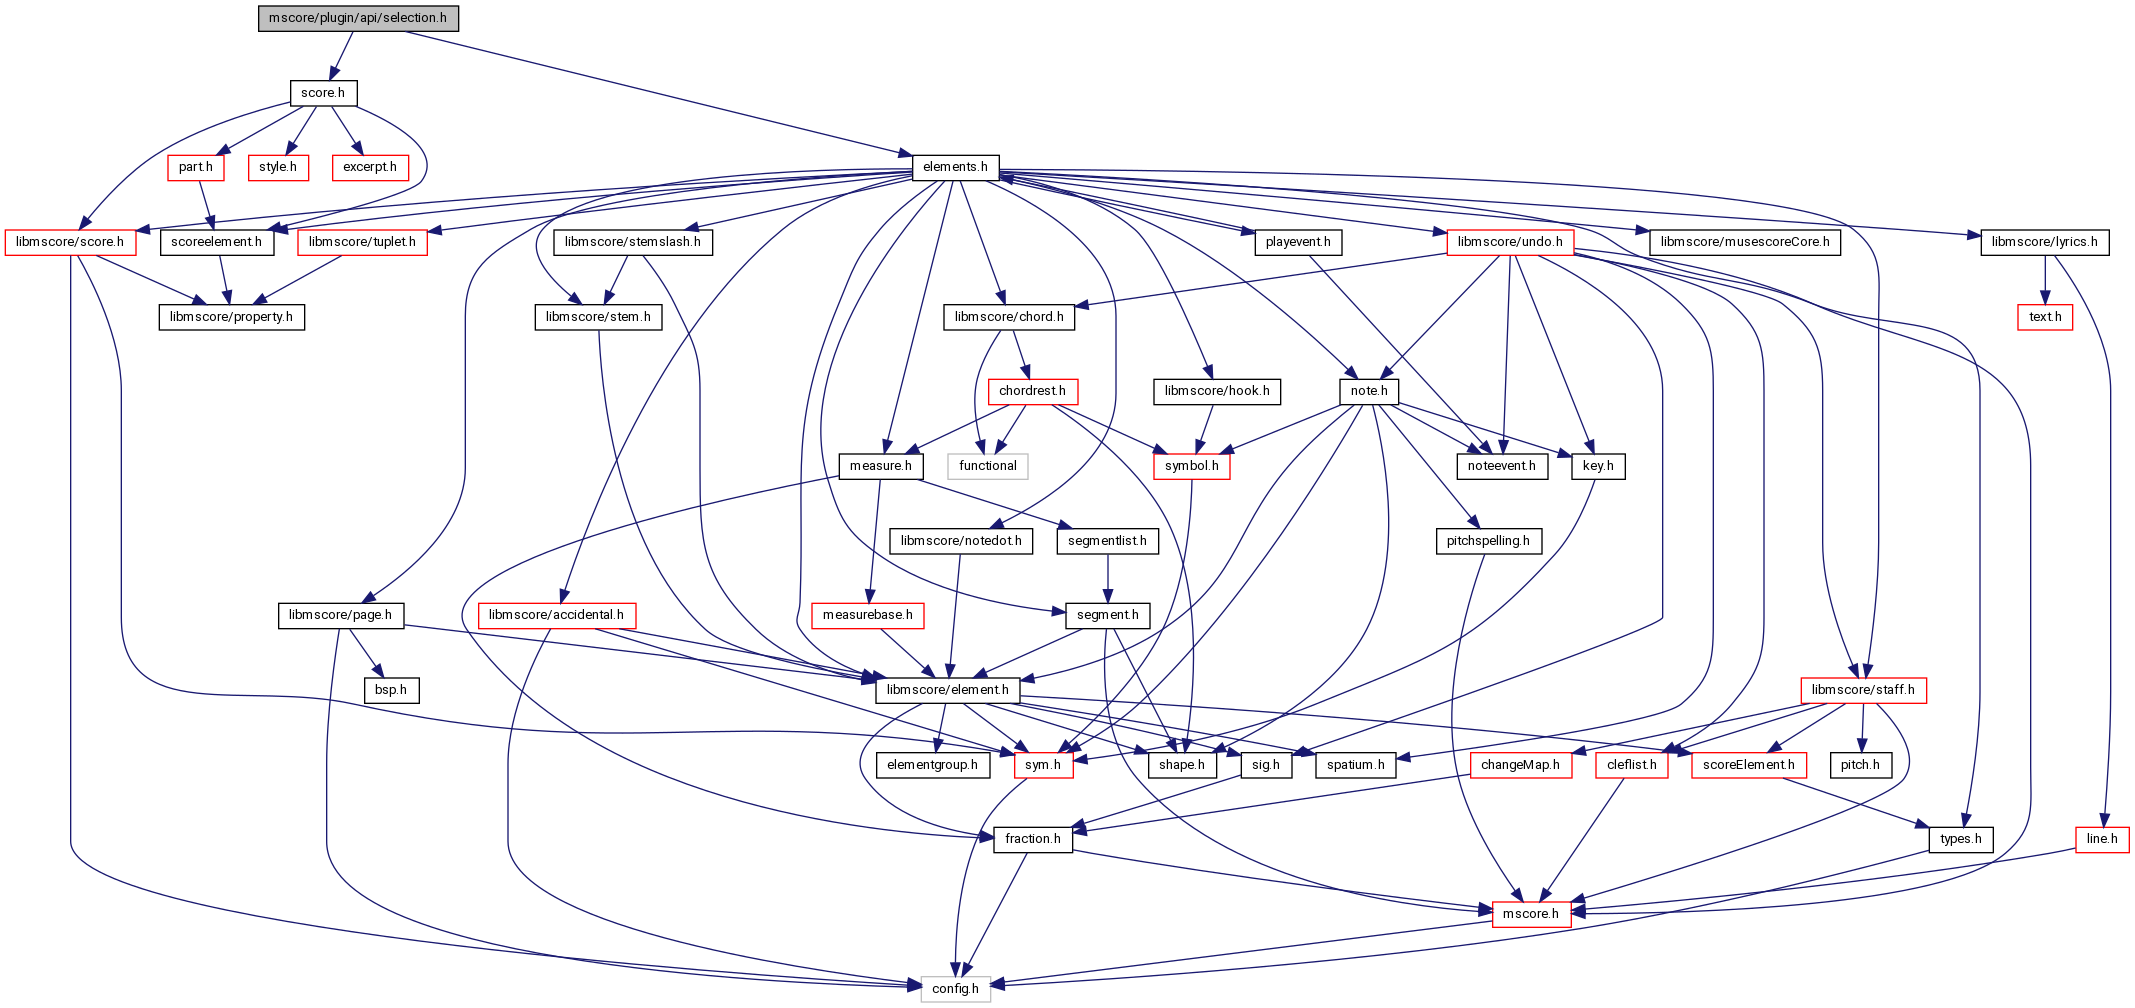 mscore/plugin/api/selection.h
score.h
part.h
style.h
excerpt.h
elements.h
libmscore/score.h
scoreelement.h
libmscore/tuplet.h
libmscore/stemslash.h
playevent.h
libmscore/undo.h
libmscore/musescoreCore.h
libmscore/lyrics.h
libmscore/property.h
libmscore/stem.h
libmscore/chord.h
text.h
chordrest.h
libmscore/hook.h
note.h
measure.h
functional
symbol.h
noteevent.h
key.h
libmscore/notedot.h
segmentlist.h
pitchspelling.h
libmscore/page.h
libmscore/accidental.h
measurebase.h
segment.h
bsp.h
libmscore/element.h
libmscore/staff.h
elementgroup.h
sym.h
shape.h
sig.h
spatium.h
changeMap.h
cleflist.h
scoreElement.h
pitch.h
fraction.h
types.h
line.h
mscore.h
config.h